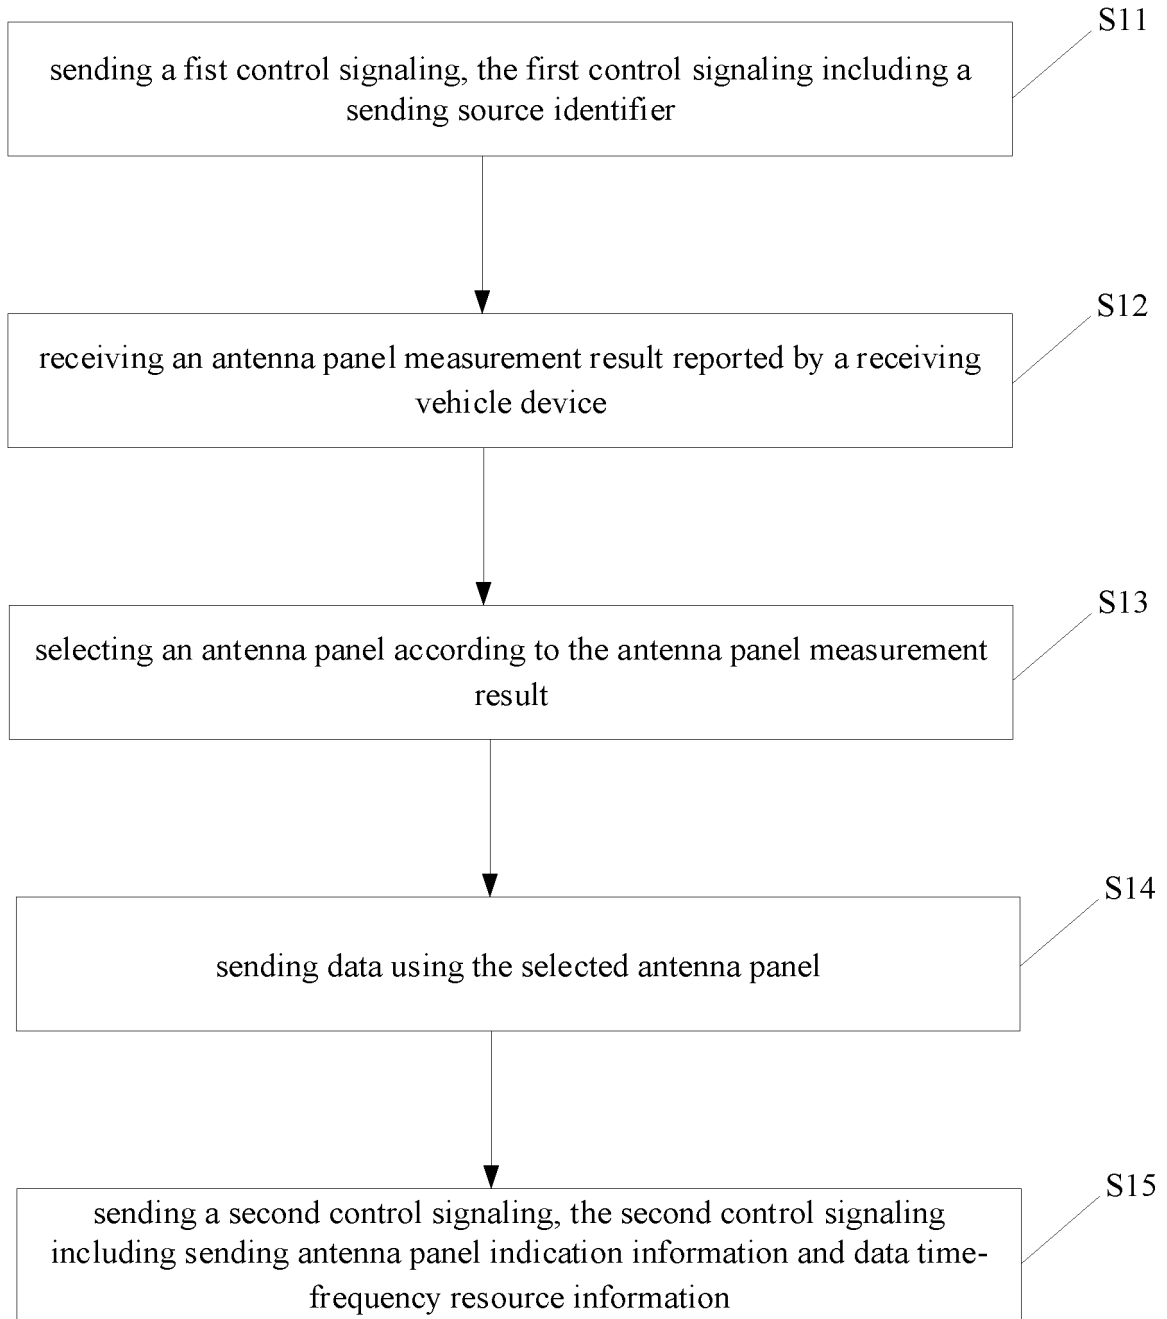 S11
sending a fist control signaling, the first control signaling including a
sending source identifier
S12
receiving an antenna panel measurement result reported by a receiving
vehicle device
S13
selecting an antenna panel according to the antenna panel measurement
result
S14
sending data using the selected antenna panel
S15
sending a second control signaling, the second control signaling
including sending antenna panel indication information and data time-
frequency resource information